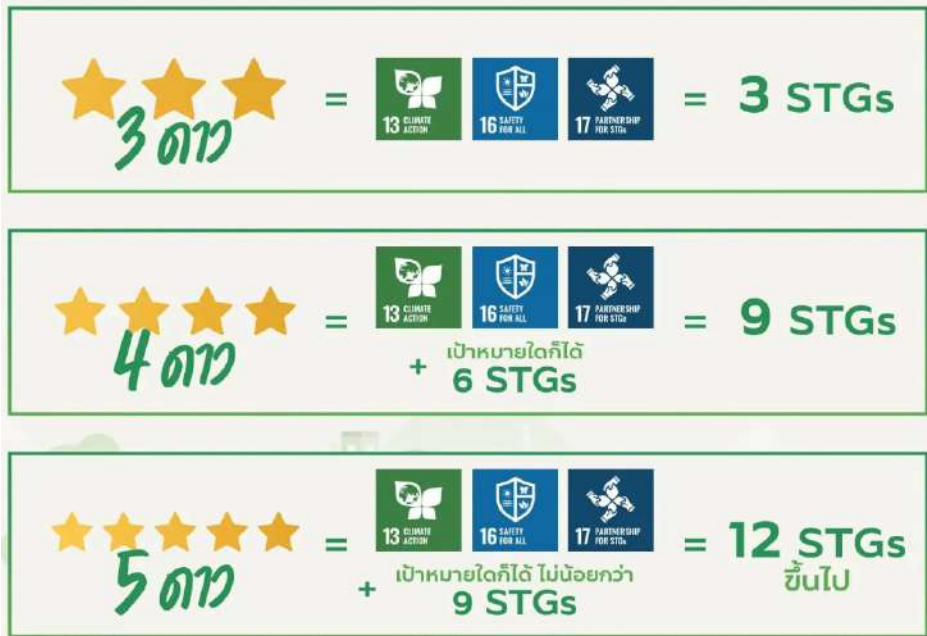 3 ดาว
=
13 CLIMATE ACTION
16 SAFETY FOR ALL
17 PARTNERSHIP FOR STGs
= 3 STGs
4 ดาว
=
13 CLIMATE ACTION
16 SAFETY FOR ALL
17 PARTNERSHIP FOR STGs
+ เป้าหมายใดก็ได้
6 STGs
= 9 STGs
5 ดาว
=
13 CLIMATE ACTION
16 SAFETY FOR ALL
17 PARTNERSHIP FOR STGs
+ เป้าหมายใดก็ได้ ไม่น้อยกว่า
9 STGs
= 12 STGs
ขึ้นไป